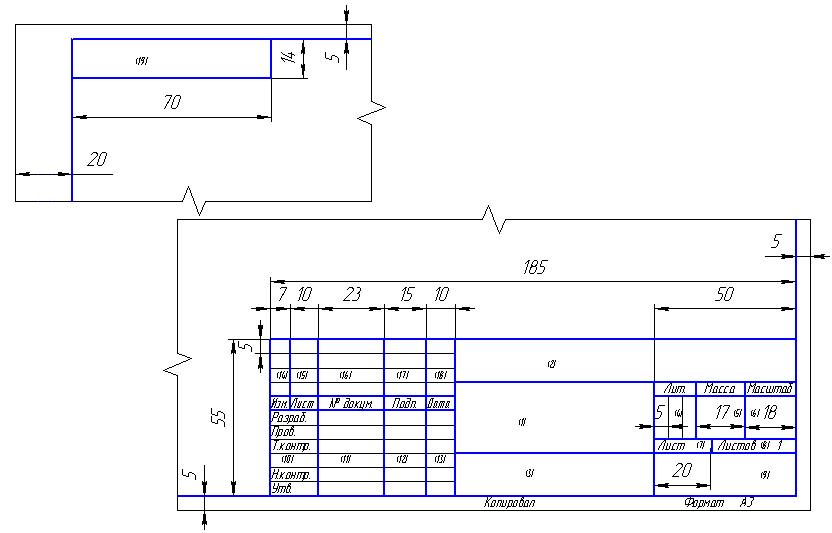 (19)
14
5
70
20
5
185
7 10 23 15 10 50
5
(2)
(14) (15) (16) (17) (18)
Лит. Масса Масштаб
55
Изм. Лист № докум. Подп. Дата
5 (4) 17 (5) (6) 18
Разраб.
(1)
Пров.
Т.контр.
Лист (7) Листов (8) 1
(10) (11) (12) (13)
5
Н.контр.
(3)
20
(9)
Утв.
Копировал Формат А3